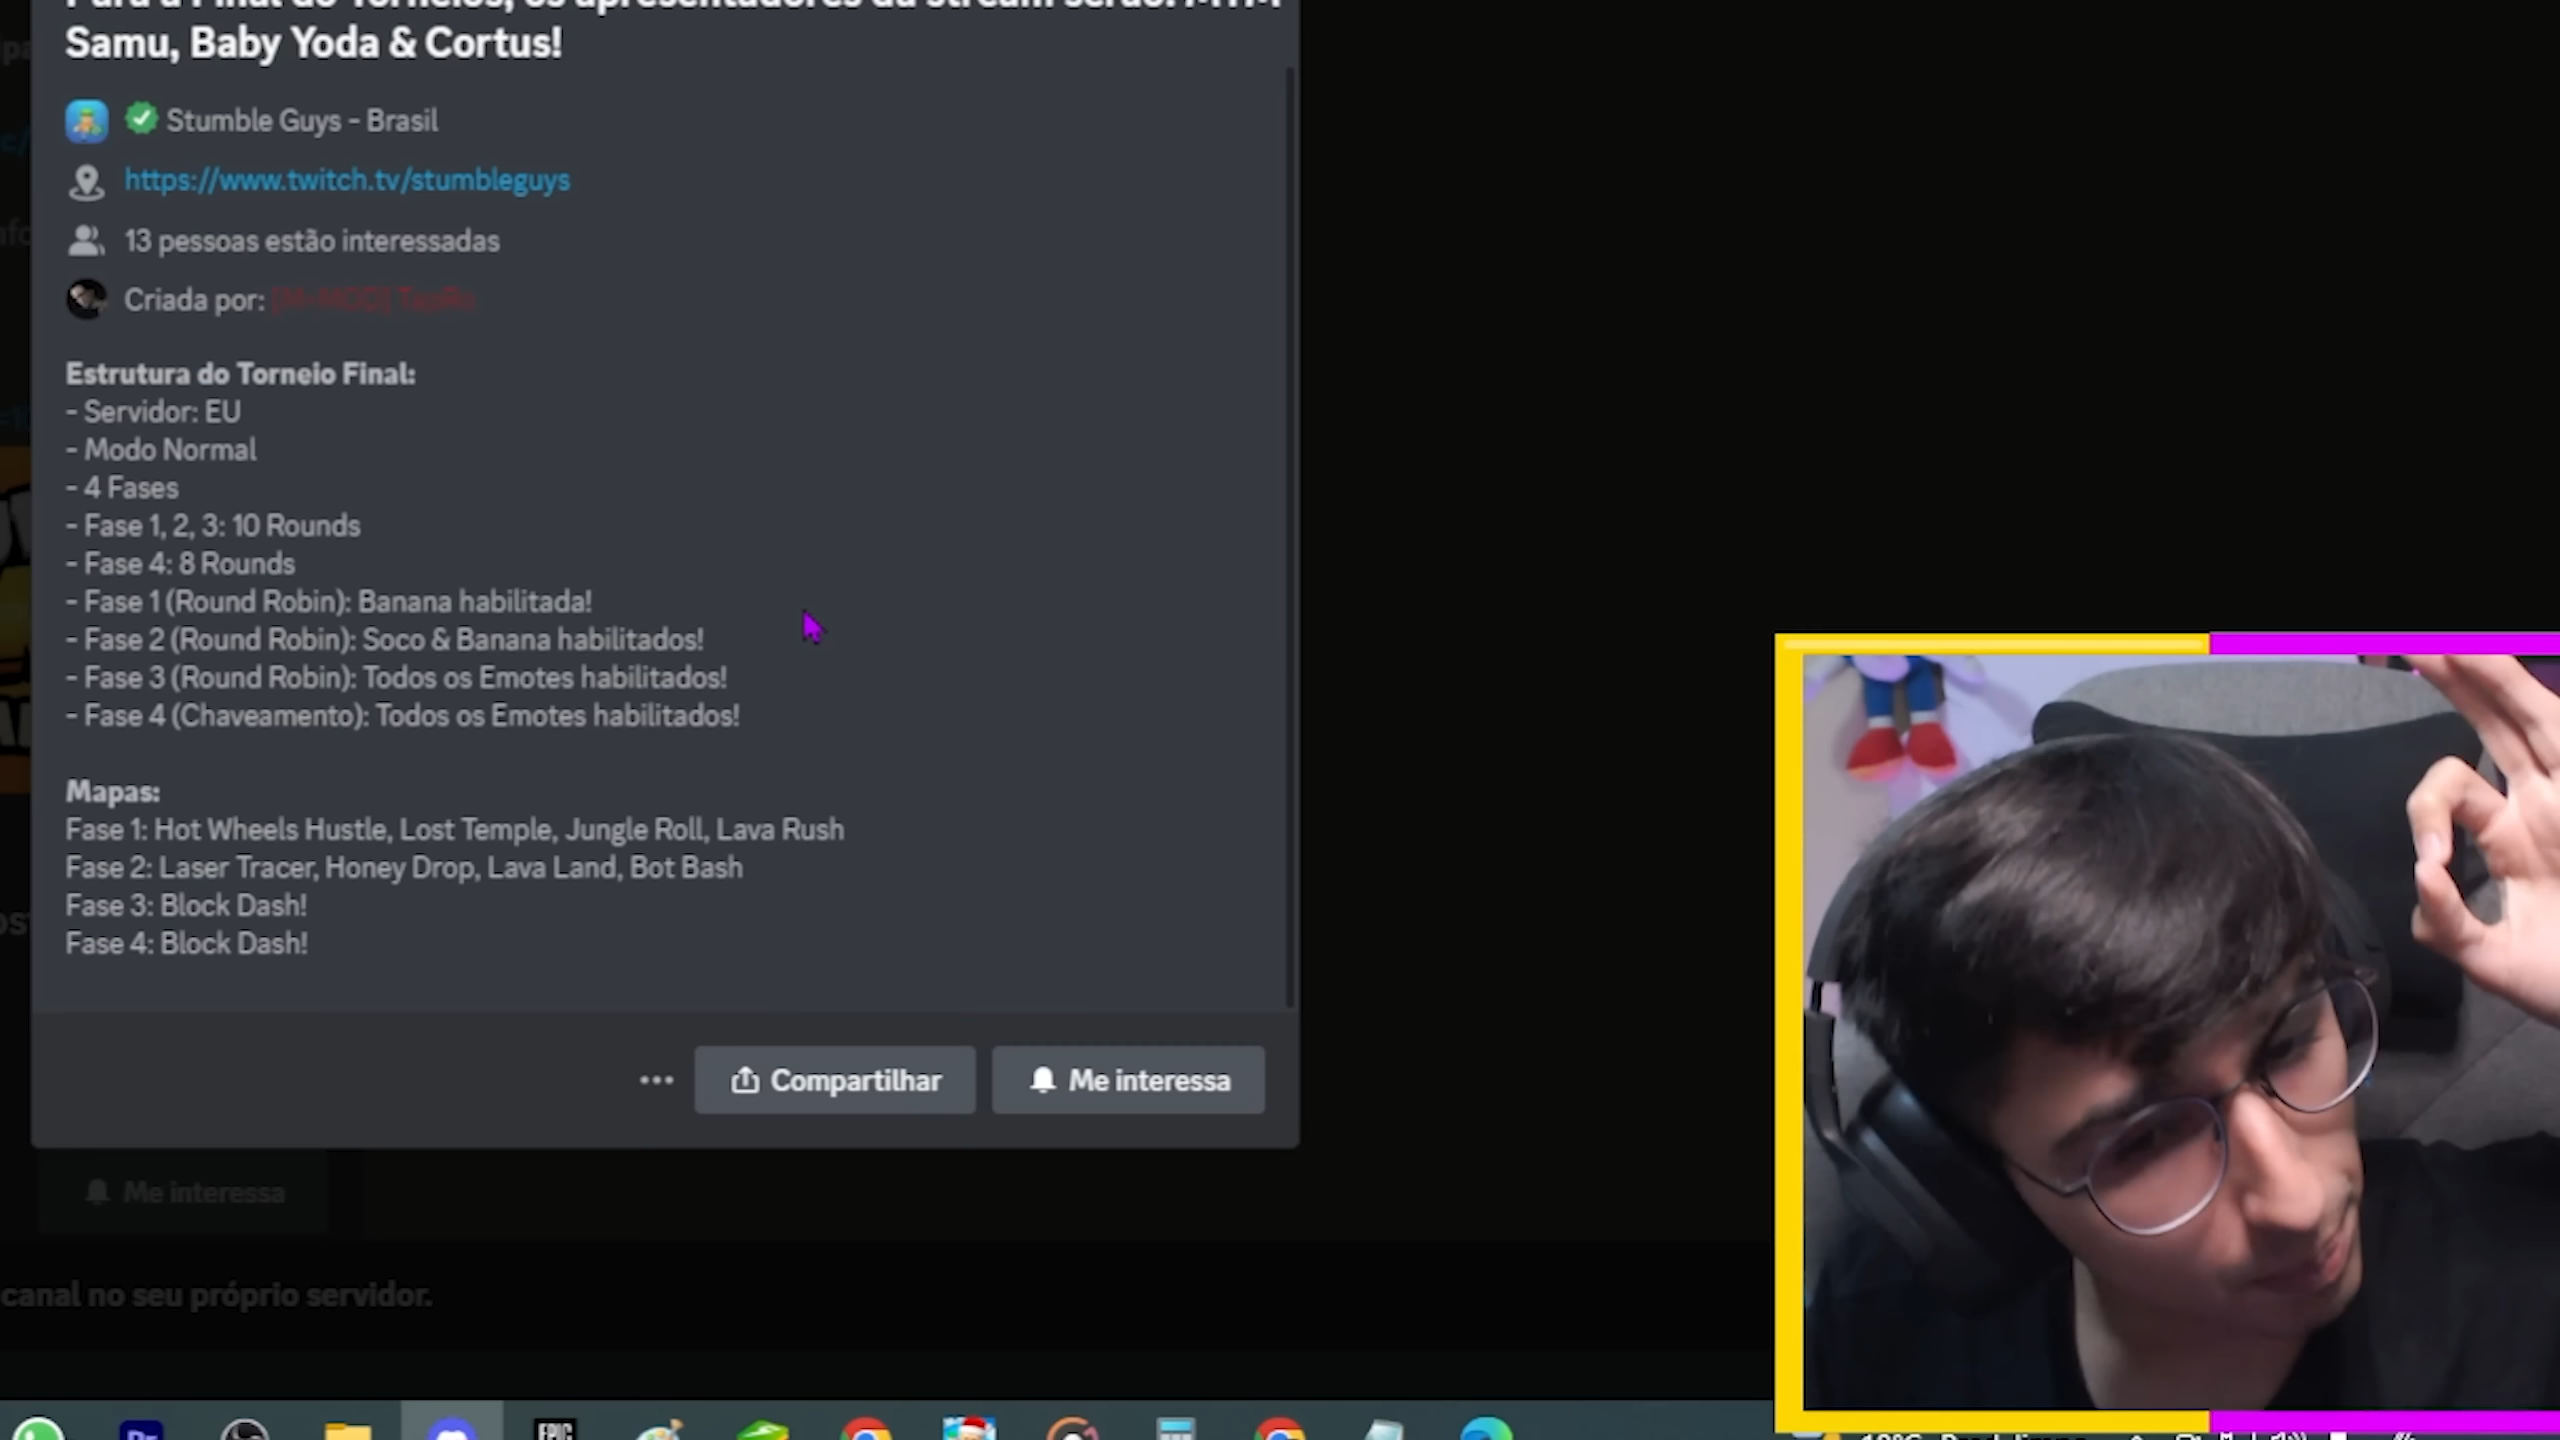 Samu, Baby Yoda & Cortus!
Stumble Guys - Brasil
https://www.twitch.tv/stumbleguys
13 pessoas estão interessadas
Criada por:
Estrutura do Torneio Final:
- Servidor: EU
- Modo Normal
- 4 Fases
- Fase 1, 2, 3: 10 Rounds
- Fase 4: 8 Rounds
- Fase 1 (Round Robin): Banana habilitada!
- Fase 2 (Round Robin): Soco & Banana habilitados!
- Fase 3 (Round Robin): Todos os Emotes habilitados!
- Fase 4 (Chaveamento): Todos os Emotes habilitados!
Mapas:
Fase 1: Hot Wheels Hustle, Lost Temple, Jungle Roll, Lava Rush
Fase 2: Laser Tracer, Honey Drop, Lava Land, Bot Bash
Fase 3: Block Dash!
Fase 4: Block Dash!
Compartilhar
Me interessa
Me interessa
canal no seu próprio servidor.